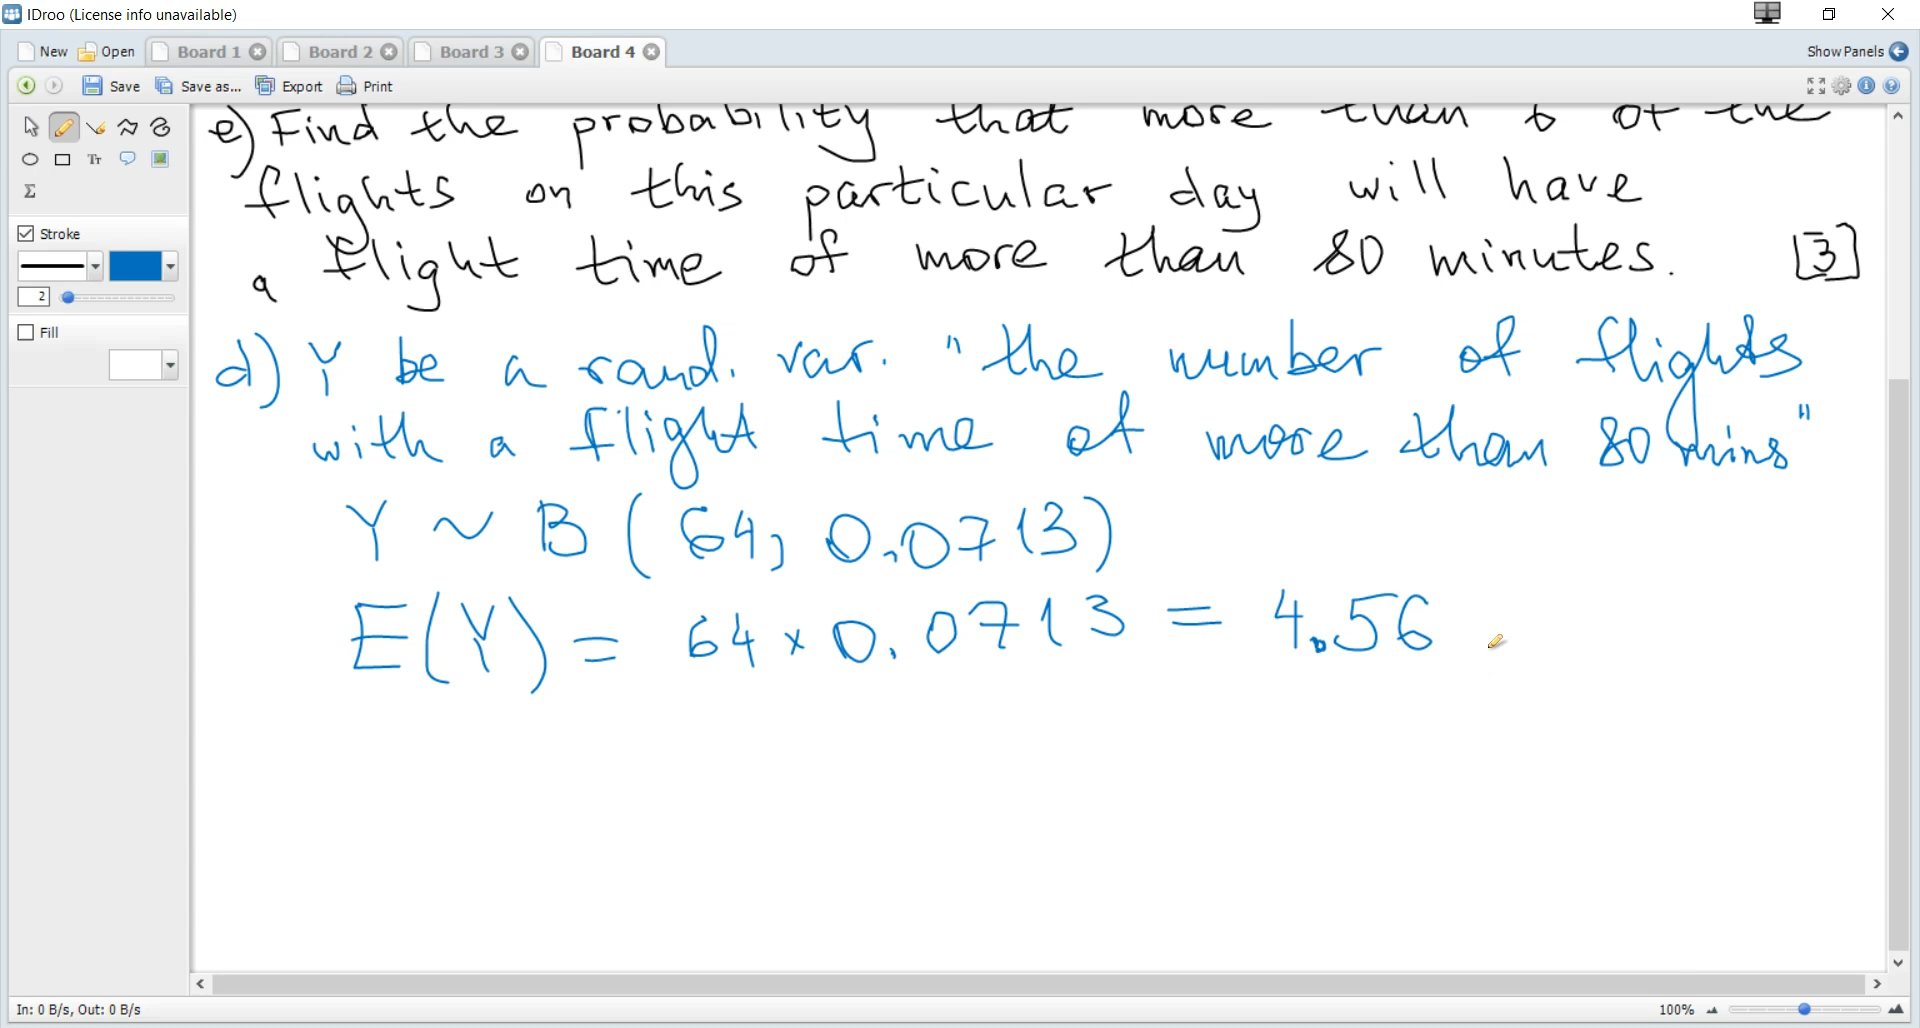 IDroo (License info unavailable)
New Open Board 1 Board 2 Board 3 Board 4 Show Panels
Save Save as... Export Print
e) Find the probability that more than 6 of the
flights on this particular day will have
a flight time of more than 80 minutes. [3]
Tr
Σ
Stroke
2
Fill
d) Y be a rand. var. "the number of flights
with a flight time of more than 80 mins"
Y ~ B (64, 0.0713)
E(Y) = 64 × 0.0713 = 4.56
In: 0 B/s, Out: 0 B/s 100%